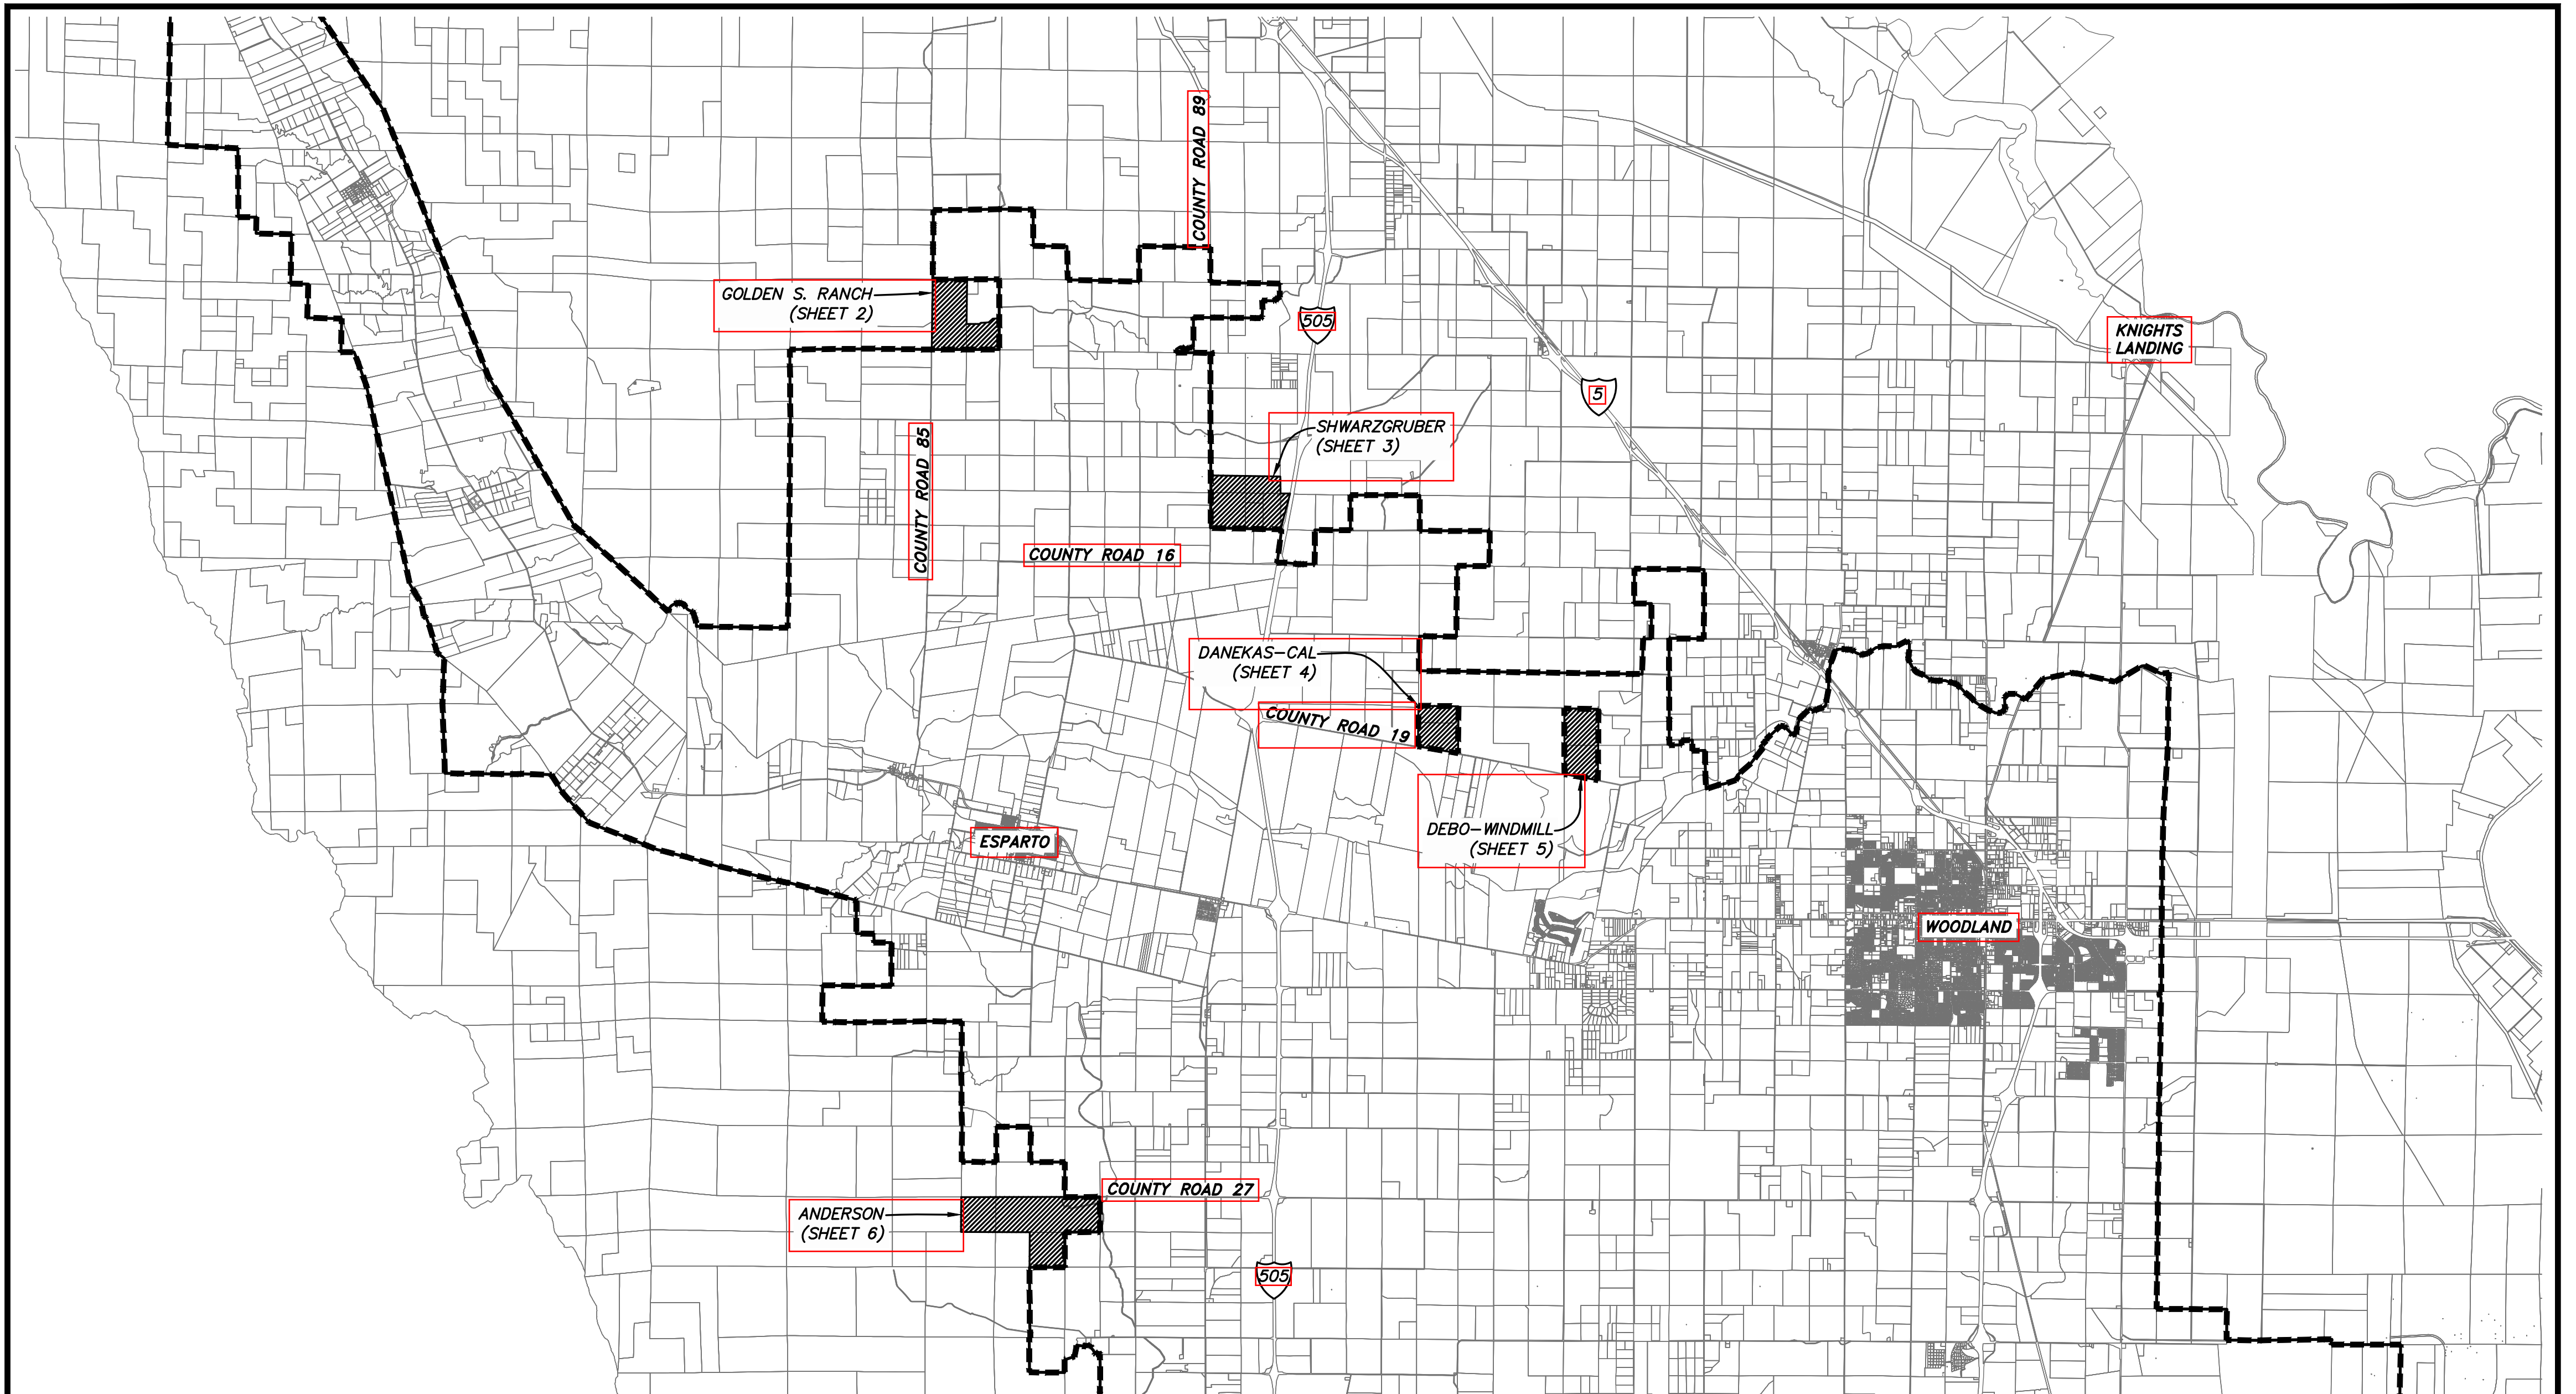 COUNTY ROAD 89
GOLDEN S. RANCH
(SHEET 2)
505
KNIGHTS
LANDING
5
SHWARZGRUBER
(SHEET 3)
COUNTY ROAD 85
COUNTY ROAD 16
DANEKAS-CAL
(SHEET 4)
COUNTY ROAD 19
DEBO-WINDMILL
(SHEET 5)
ESPARTO
WOODLAND
COUNTY ROAD 27
ANDERSON
(SHEET 6)
505